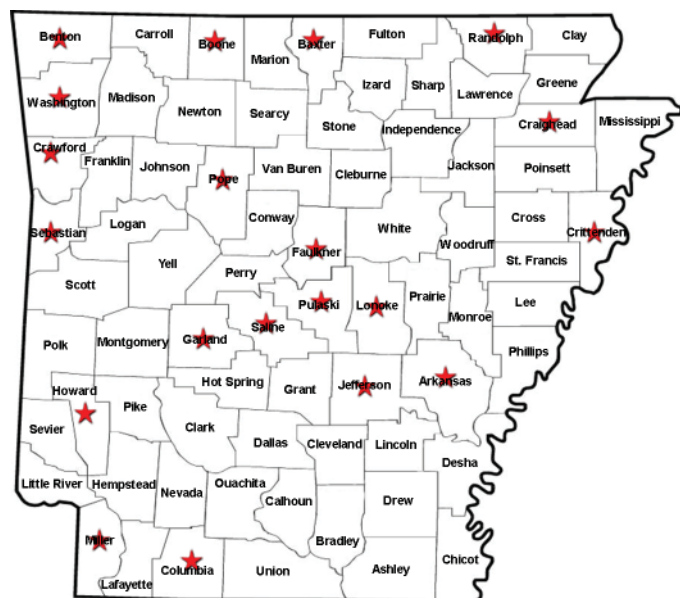 Benton
Carroll
Boone
Baxter
Fulton
Randolph
Clay
Marion
Izard
Sharp
Lawrence
Greene
Washington
Madison
Newton
Searcy
Stone
Independence
Craighead
Mississippi
Crawford
Franklin
Johnson
Pope
Van Buren
Cleburne
Jackson
Poinsett
Sebastian
Logan
Conway
White
Woodruff
Cross
Crittenden
Yell
Faulkner
St. Francis
Scott
Perry
Pulaski
Lonoke
Prairie
Lee
Monroe
Saline
Polk
Montgomery
Garland
Phillips
Howard
Hot Spring
Grant
Jefferson
Arkansas
Pike
Sevier
Clark
Dallas
Cleveland
Lincoln
Desha
Little River
Hempstead
Nevada
Ouachita
Calhoun
Drew
Miller
Bradley
Lafayette
Columbia
Union
Ashley
Chicot